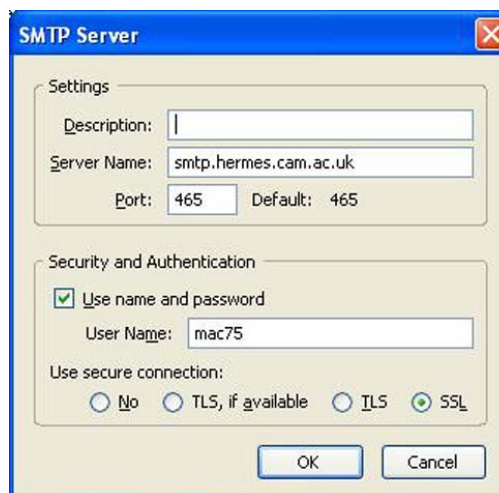 SMTP Server
Settings
Description:
Server Name: smtp.hermes.cam.ac.uk
Port: 465 Default: 465
Security and Authentication
Use name and password
User Name: mac75
Use secure connection:
No TLS, if available TLS SSL
OK Cancel